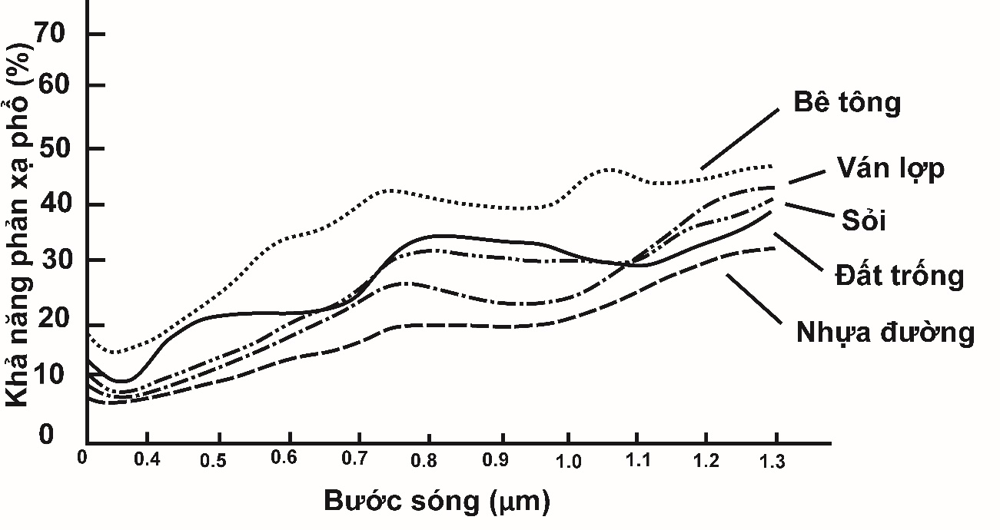 Khả năng phản xạ phổ (%)
70
60
50
40
30
20
10
0
Bê tông
Ván lợp
Sỏi
Đất trống
Nhựa đường
0 0.4 0.5 0.6 0.7 0.8 0.9 1.0 1.1 1.2 1.3
Bước sóng (µm)